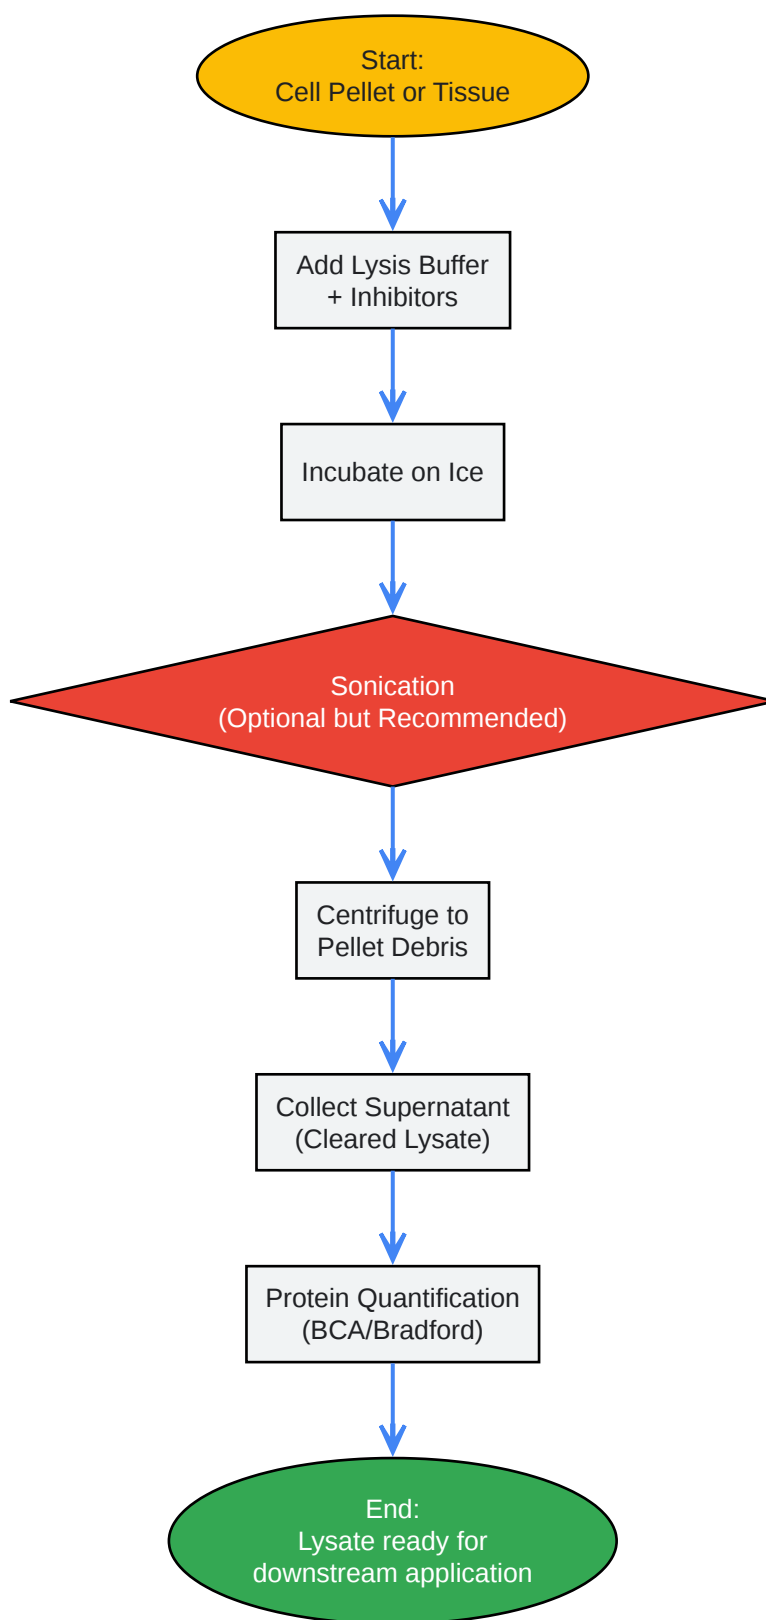 Start:
Cell Pellet or Tissue
Add Lysis Buffer
+ Inhibitors
Incubate on Ice
Sonication
(Optional but Recommended)
Centrifuge to
Pellet Debris
Collect Supernatant
(Cleared Lysate)
Protein Quantification
(BCA/Bradford)
End:
Lysate ready for
downstream application